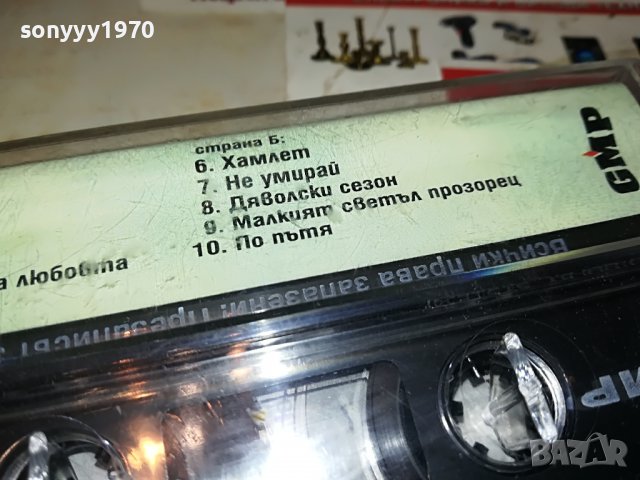 sonyyy1970
страна Б:
6. Хамлет
7. Не умирай
8. Дяволски сезон
9. Малкият светъл прозорец
10. По пътя
GMP
а любовта
Всички права запазени. Презаписът
BAZAR